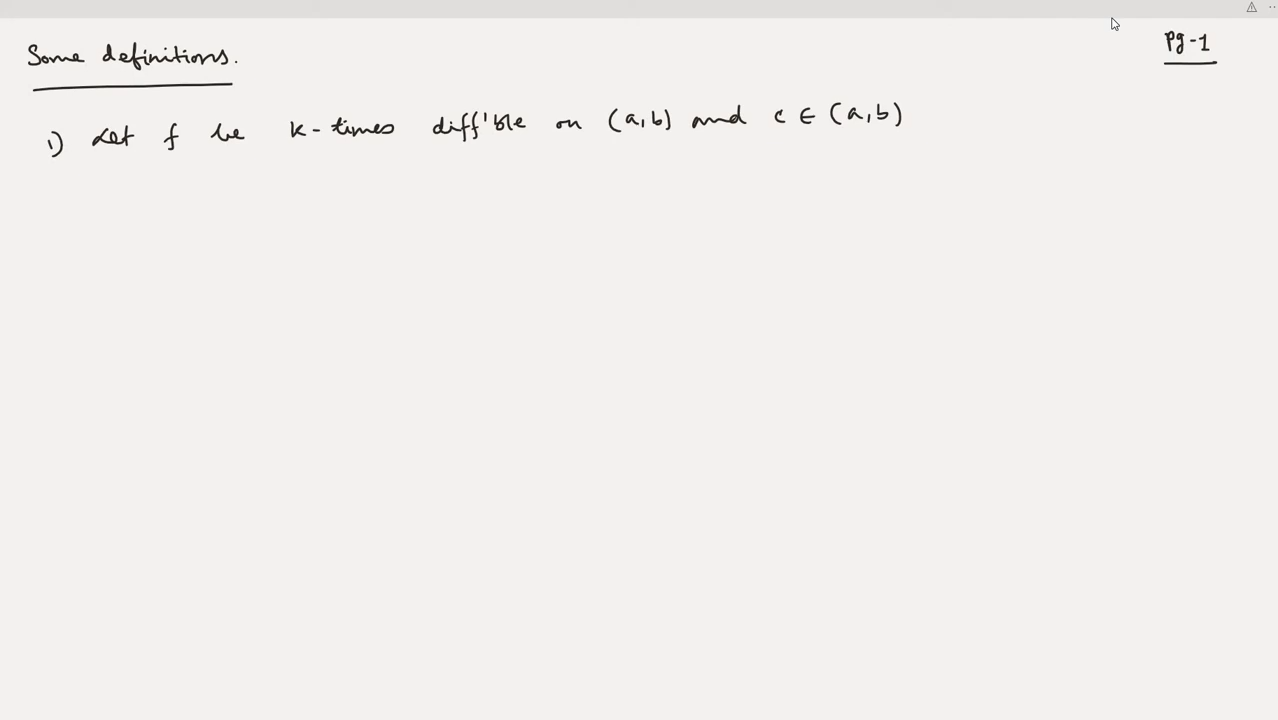 Some definitions.
Pg-1
1) Let f be k-times diff'ble on (a,b) and c ∈ (a,b)